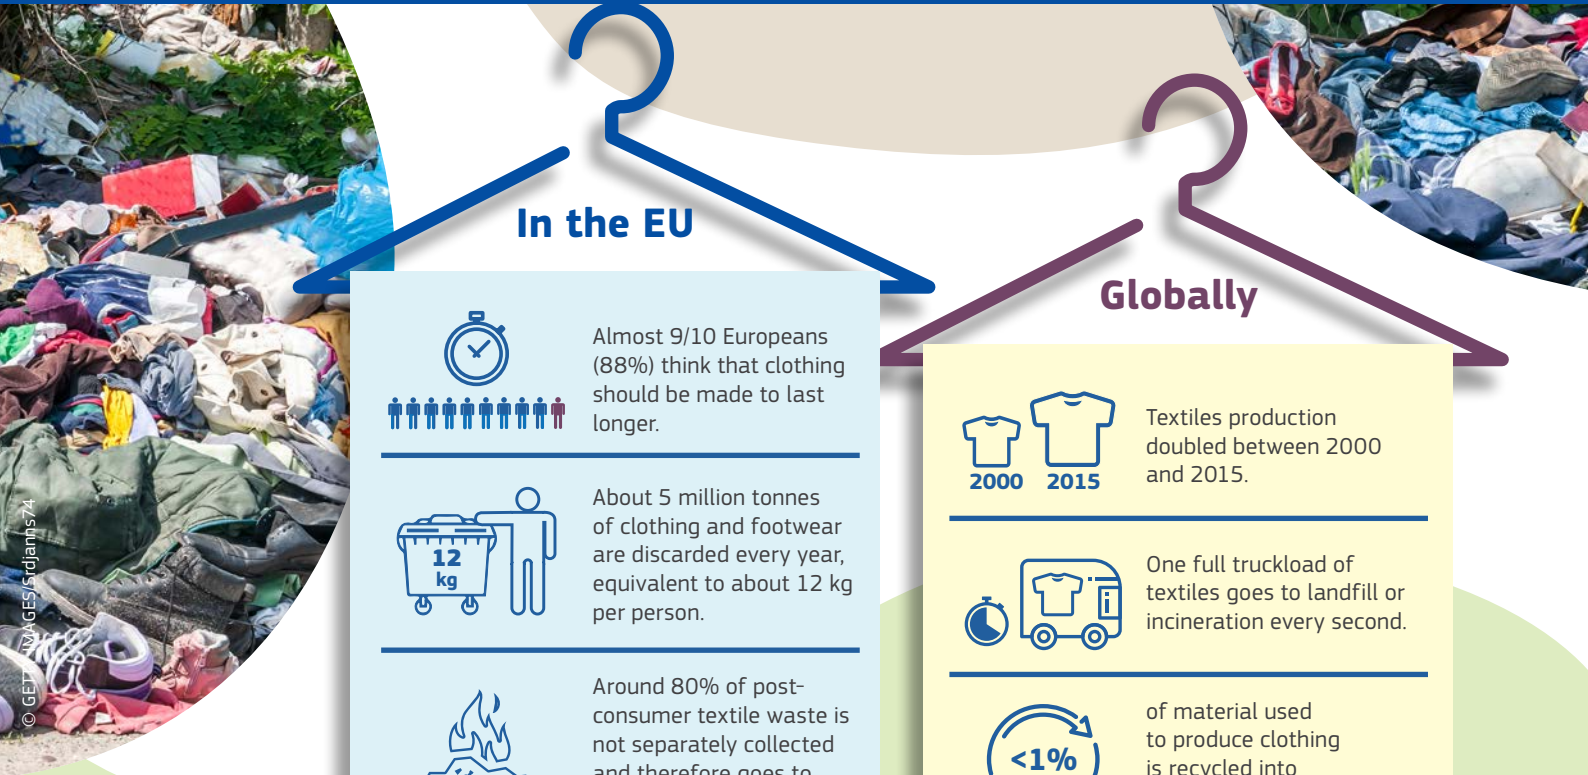 In the EU
Almost 9/10 Europeans
(88%) think that clothing
should be made to last
longer.
12
kg
About 5 million tonnes
of clothing and footwear
are discarded every year,
equivalent to about 12 kg
per person.
Around 80% of post-
consumer textile waste is
not separately collected
and therefore goes to
Globally
2000 2015
Textiles production
doubled between 2000
and 2015.
One full truckload of
textiles goes to landfill or
incineration every second.
<1%
of material used
to produce clothing
is recycled into
© GETTY IMAGES/Srdjanns74